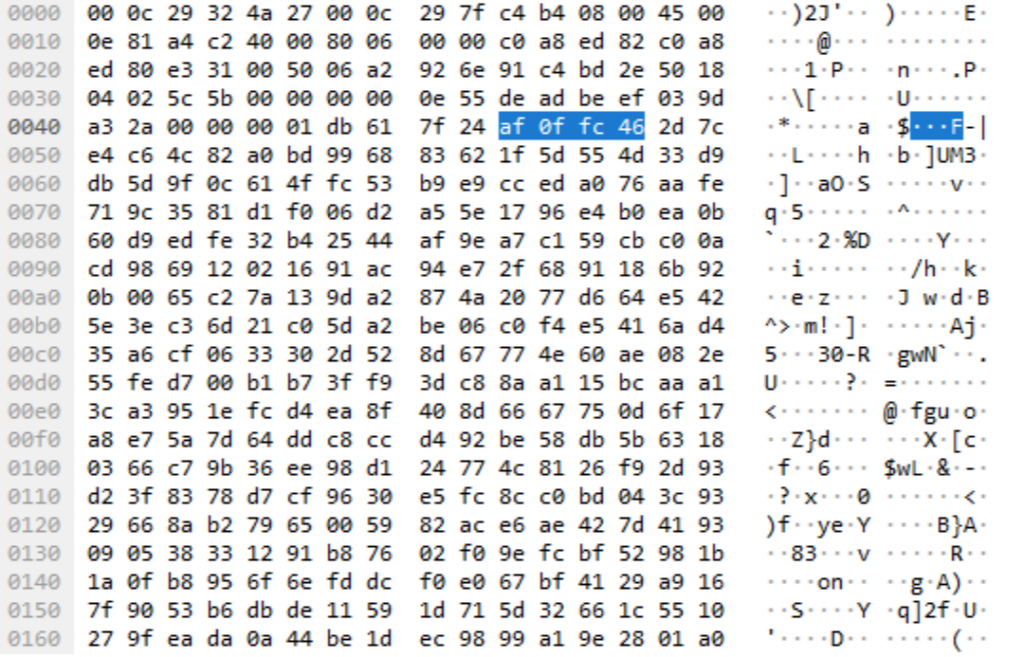 0000 00 0c 29 32 4a 27 00 0c 29 7f c4 b4 08 00 45 00 ··)2J'·· )·····E·
0010 0e 81 a4 c2 40 00 80 06 00 00 c0 a8 ed 82 c0 a8 ····@··· ········
0020 ed 80 e3 31 00 50 06 a2 92 6e 91 c4 bd 2e 50 18 ···1·P·· ·n···.P·
0030 04 02 5c 5b 00 00 00 00 0e 55 de ad be ef 03 9d ··\[···· ·U······
0040 a3 2a 00 00 00 01 db 61 7f 24 af 0f fc 46 2d 7c ·*·····a ·$···F-|
0050 e4 c6 4c 82 a0 bd 99 68 83 62 1f 5d 55 4d 33 d9 ··L····h ·b·]UM3·
0060 db 5d 9f 0c 61 4f fc 53 b9 e9 cc ed a0 76 aa fe ·]··aO·S ·····v··
0070 71 9c 35 81 d1 f0 06 d2 a5 5e 17 96 e4 b0 ea 0b q·5····· ·^······
0080 60 d9 ed fe 32 b4 25 44 af 9e a7 c1 59 cb c0 0a `···2·%D ····Y···
0090 cd 98 69 12 02 16 91 ac 94 e7 2f 68 91 18 6b 92 ··i····· ··/h··k·
00a0 0b 00 65 c2 7a 13 9d a2 87 4a 20 77 d6 64 e5 42 ··e·z··· ·J w·d·B
00b0 5e 3e c3 6d 21 c0 5d a2 be 06 c0 f4 e5 41 6a d4 ^>·m!·]· ·····Aj·
00c0 35 a6 cf 06 33 30 2d 52 8d 67 77 4e 60 ae 08 2e 5···30-R ·gwN`··.
00d0 55 fe d7 00 b1 b7 3f f9 3d c8 8a a1 15 bc aa a1 U·····?· =·······
00e0 3c a3 95 1e fc d4 ea 8f 40 8d 66 67 75 0d 6f 17 <······· @·fgu·o·
00f0 a8 e7 5a 7d 64 dd c8 cc d4 92 be 58 db 5b 63 18 ··Z}d··· ···X·[c·
0100 03 66 c7 9b 36 ee 98 d1 24 77 4c 81 26 f9 2d 93 ·f··6··· $wL·&·-·
0110 d2 3f 83 78 d7 cf 96 30 e5 fc 8c c0 bd 04 3c 93 ·?·x···0 ······<·
0120 29 66 8a b2 79 65 00 59 82 ac e6 ae 42 7d 41 93 )f··ye·Y ····B}A·
0130 09 05 38 33 12 91 b8 76 02 f0 9e fc bf 52 98 1b ··83···v ·····R··
0140 1a 0f b8 95 6f 6e fd dc f0 e0 67 bf 41 29 a9 16 ····on·· ··g·A)··
0150 7f 90 53 b6 db de 11 59 1d 71 5d 32 66 1c 55 10 ··S····Y ·q]2f·U·
0160 27 9f ea da 0a 44 be 1d ec 98 99 a1 9e 28 01 a0 '····D·· ·····(··